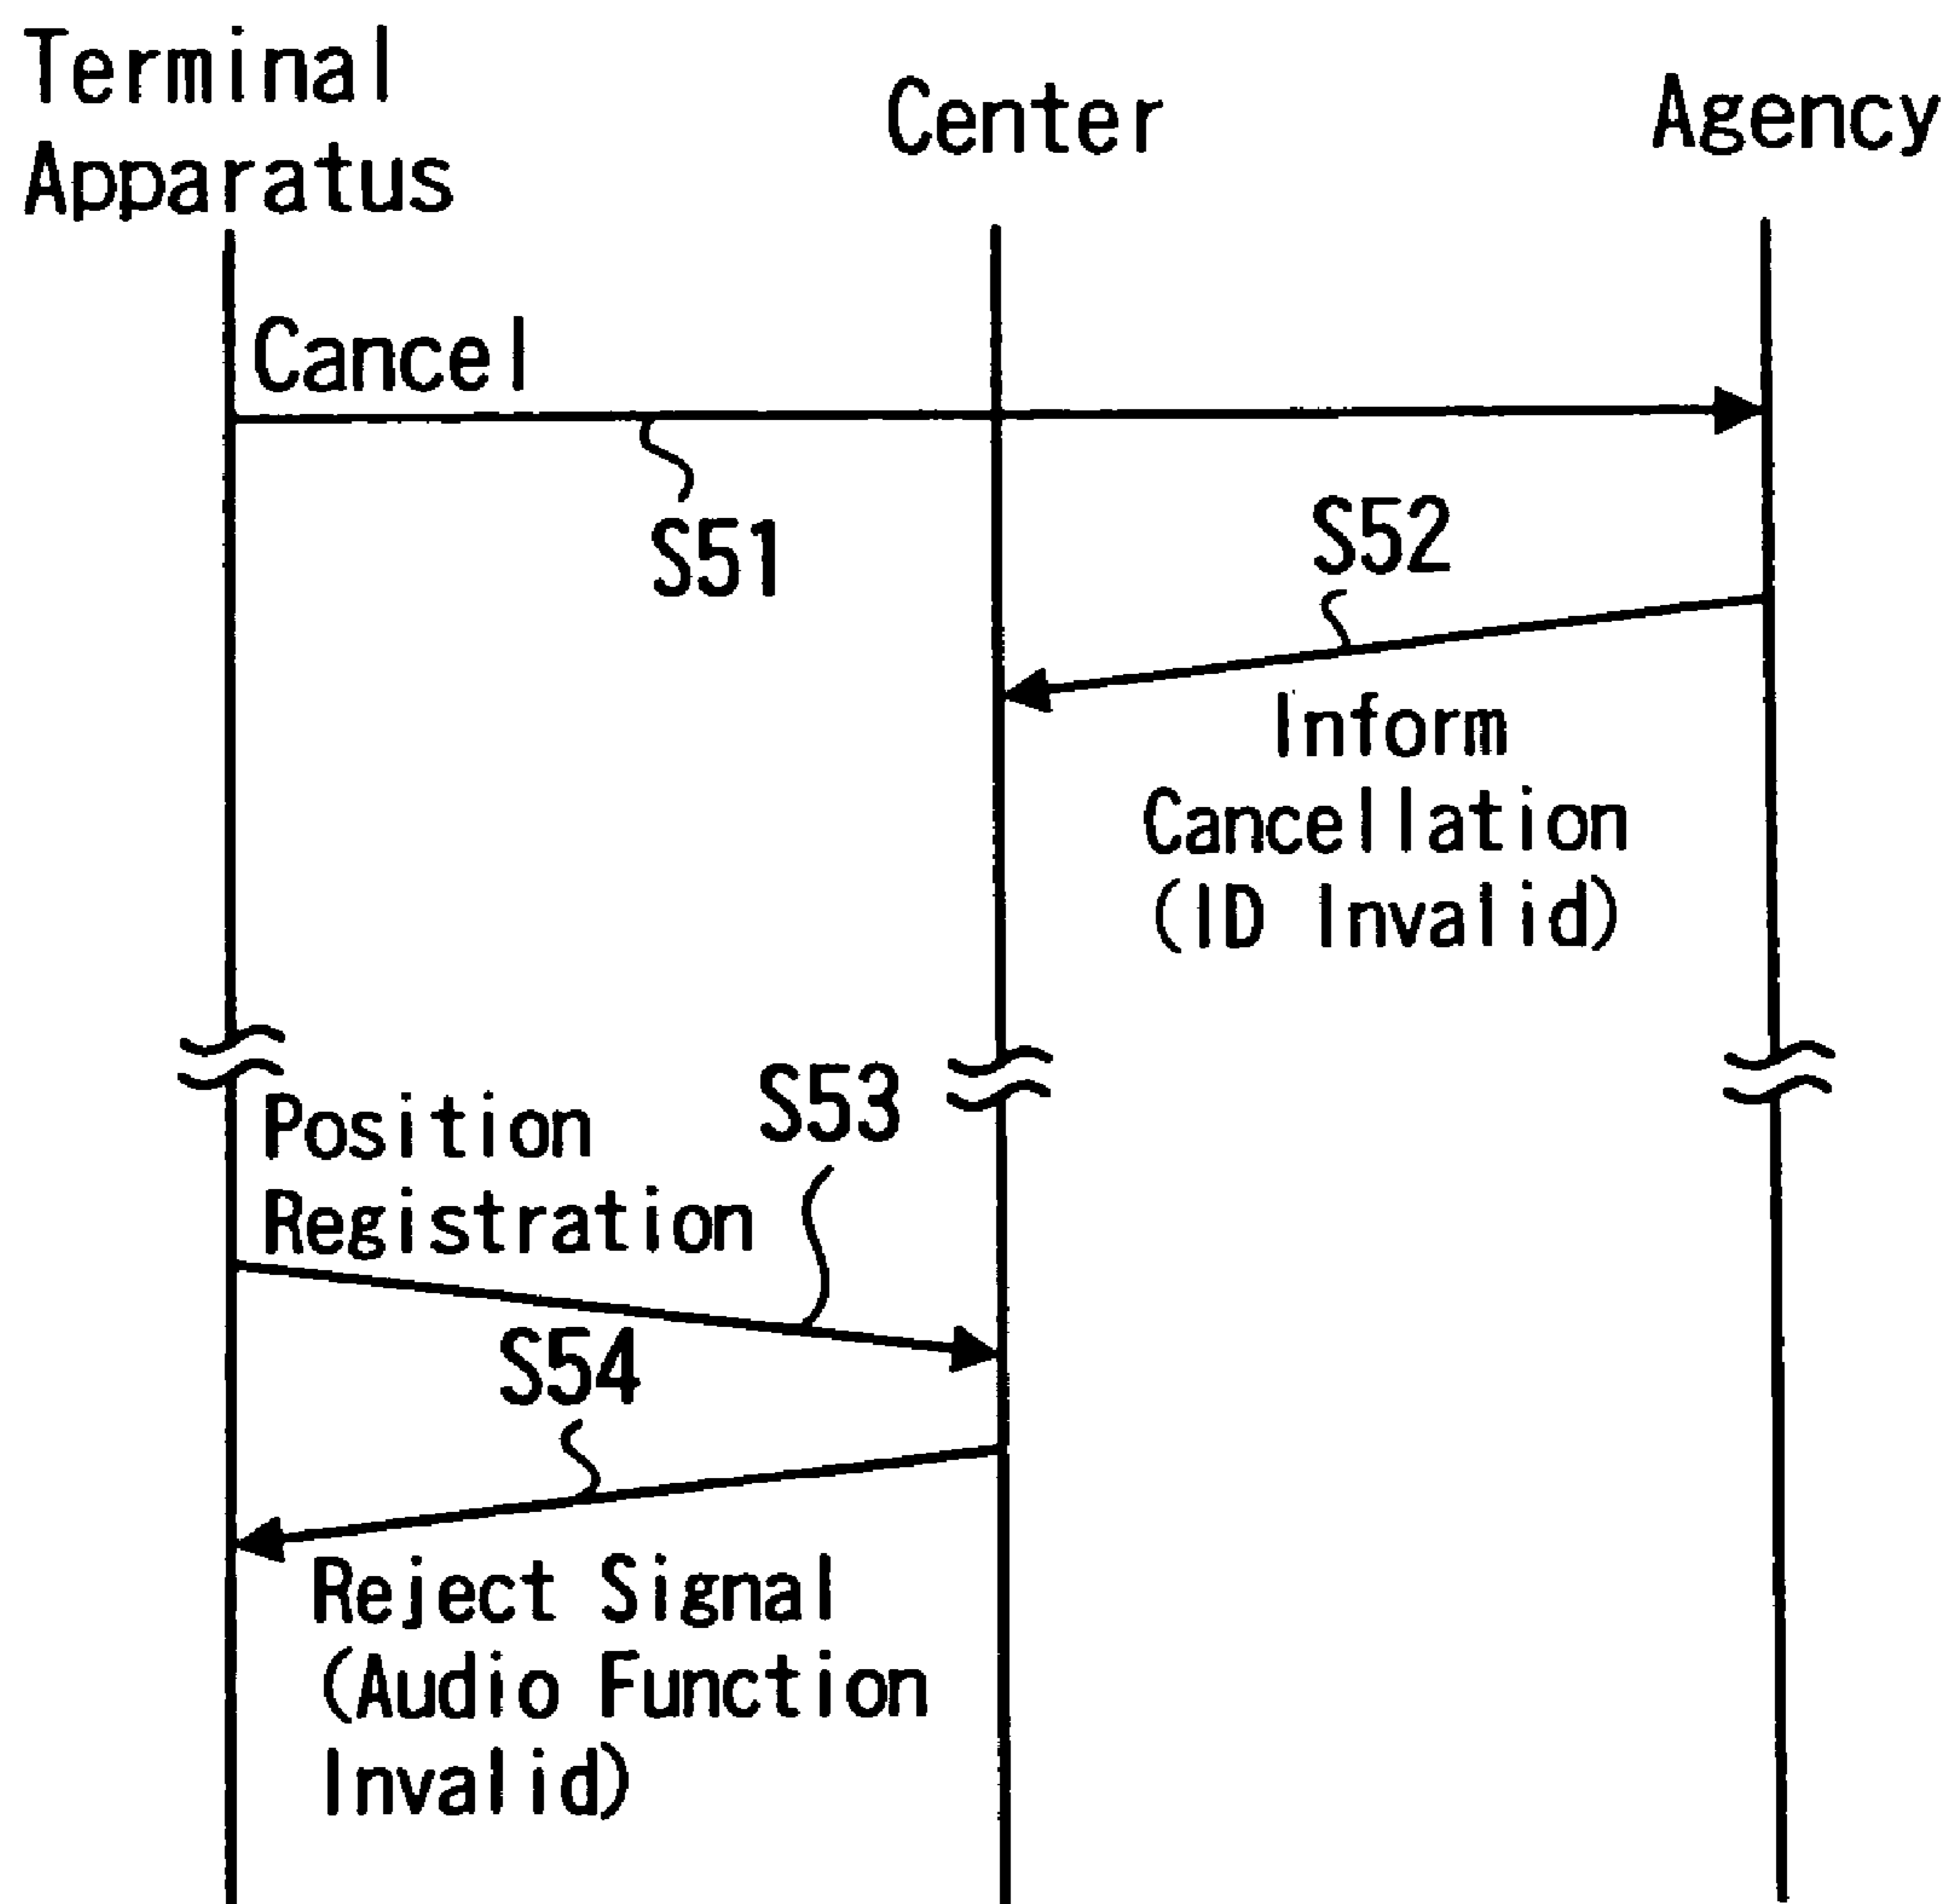 Terminal
Apparatus
Center
Agency
Cancel
S51
S52
Inform
Cancellation
(ID Invalid)
S53
Position
Registration
S54
Reject Signal
(Audio Function
Invalid)